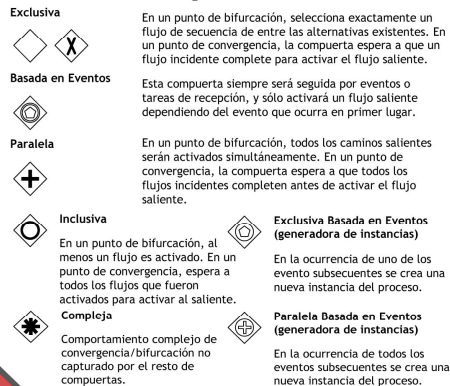 Exclusiva
En un punto de bifurcación, selecciona exactamente un
flujo de secuencia de entre las alternativas existentes. En
un punto de convergencia, la compuerta espera a que un
flujo incidente complete para activar el flujo saliente.
X
Basada en Eventos
Esta compuerta siempre será seguida por eventos o
tareas de recepción, y sólo activará un flujo saliente
dependiendo del evento que ocurra en primer lugar.
Paralela
En un punto de bifurcación, todos los caminos salientes
serán activados simultáneamente. En un punto de
convergencia, la compuerta espera a que todos los
flujos incidentes completen antes de activar el flujo
saliente.
Inclusiva
En un punto de bifurcación, al
menos un flujo es activado. En un
punto de convergencia, espera a
todos los flujos que fueron
activados para activar al saliente.
Exclusiva Basada en Eventos
(generadora de instancias)
En la ocurrencia de uno de los
evento subsecuentes se crea una
nueva instancia del proceso.
Compleja
Comportamiento complejo de
convergencia/bifurcación no
capturado por el resto de
compuertas.
Paralela Basada en Eventos
(generadora de instancias)
En la ocurrencia de todos los
eventos subsecuentes se crea una
nueva instancia del proceso.